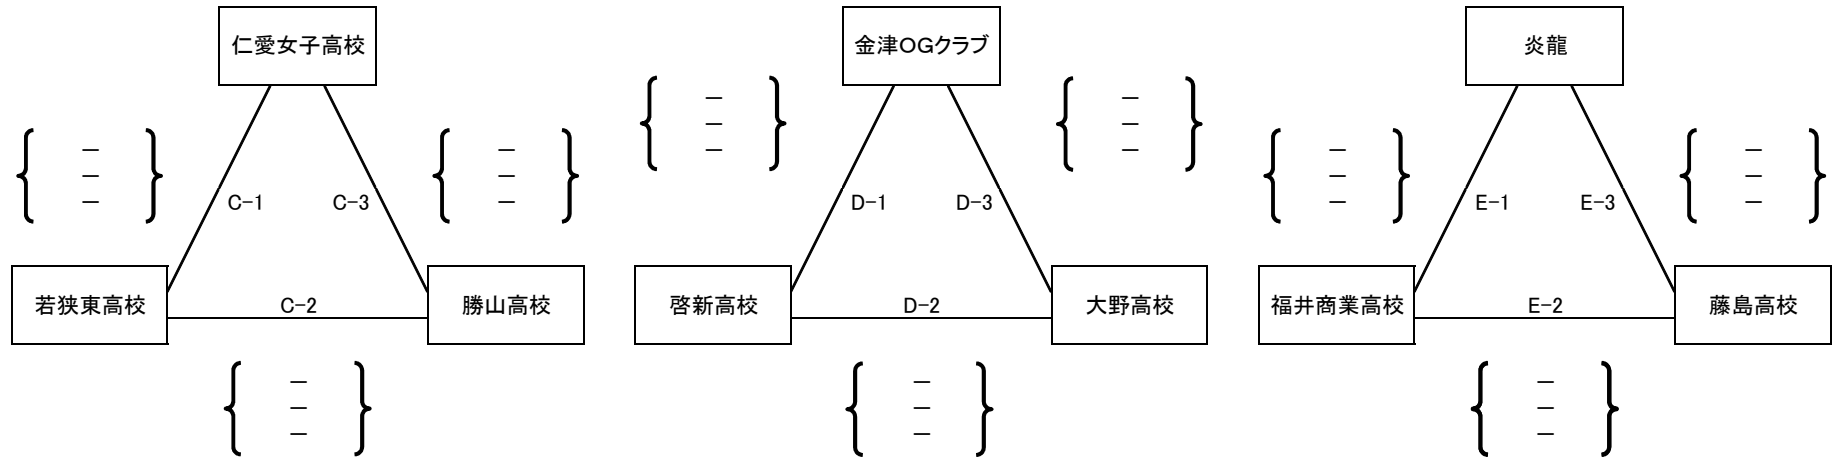 仁愛女子高校
金津OGクラブ
炎龍
{ － }
{ － }
{ － }
{ － }
{ － }
{ － }
－
－
－
－
－
－
－
－
－
－
－
－
C-1
C-3
D-1
D-3
E-1
E-3
若狭東高校
C-2
勝山高校
啓新高校
D-2
大野高校
福井商業高校
E-2
藤島高校
{ － }
{ － }
{ － }
－
－
－
－
－
－